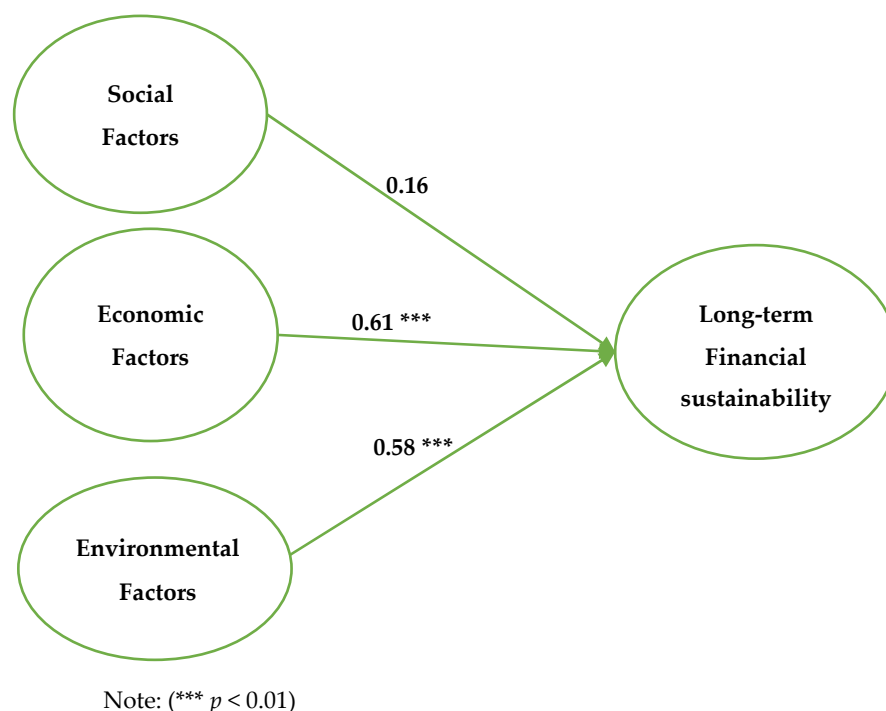 Social
Factors
0.16
Economic
Factors
0.61 ***
Long-term
Financial
sustainability
0.58 ***
Environmental
Factors
Note: (*** p < 0.01)